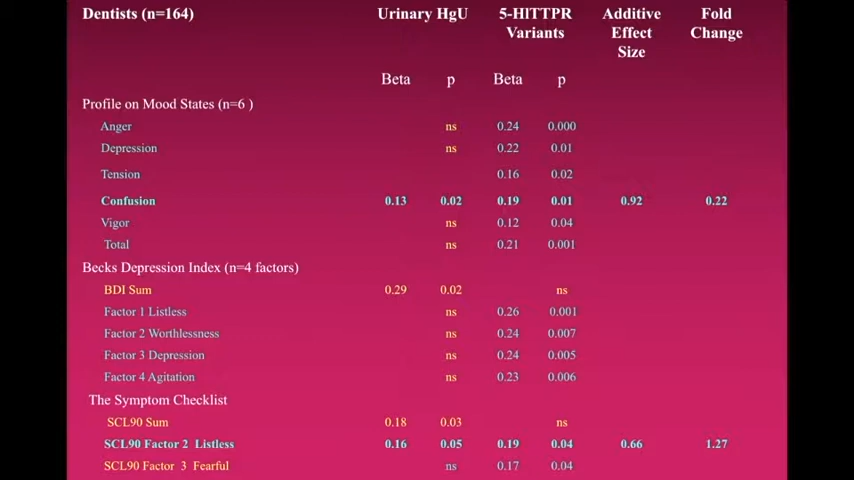 Dentists (n=164) Urinary HgU 5-HlTTPR Variants Additive Effect Size Fold Change
Beta p Beta p
Profile on Mood States (n=6 )
Anger ns 0.24 0.000
Depression ns 0.22 0.01
Tension 0.16 0.02
Confusion 0.13 0.02 0.19 0.01 0.92 0.22
Vigor ns 0.12 0.04
Total ns 0.21 0.001
Becks Depression Index (n=4 factors)
BDI Sum 0.29 0.02 ns
Factor 1 Listless ns 0.26 0.001
Factor 2 Worthlessness ns 0.24 0.007
Factor 3 Depression ns 0.24 0.005
Factor 4 Agitation ns 0.23 0.006
The Symptom Checklist
SCL90 Sum 0.18 0.03 ns
SCL90 Factor 2 Listless 0.16 0.05 0.19 0.04 0.66 1.27
SCL90 Factor 3 Fearful ns 0.17 0.04